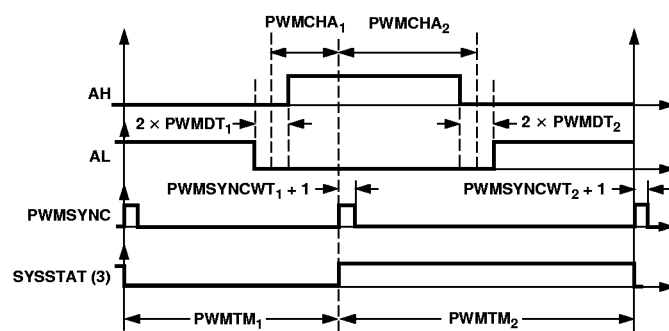 PWMCHA₁ PWMCHA₂
AH
2 × PWMDT₁ 2 × PWMDT₂
AL
PWMSYNCWT₁ + 1 PWMSYNCWT₂ + 1
PWMSYNC
SYSSTAT (3)
PWMTM₁ PWMTM₂